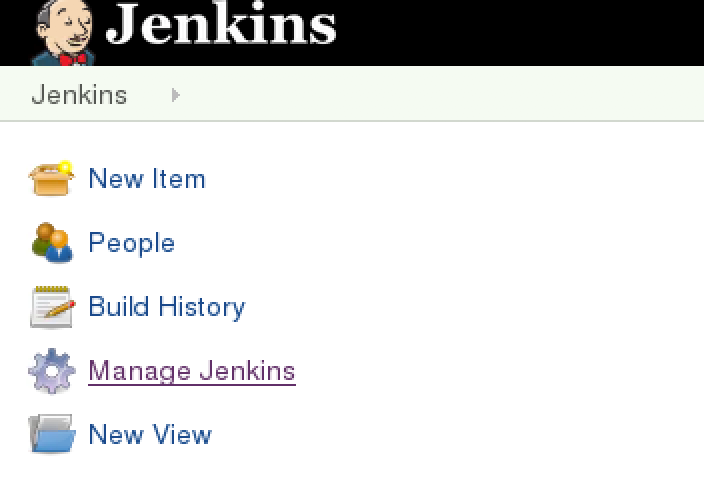 Jenkins
Jenkins
New Item
People
Build History
Manage Jenkins
New View